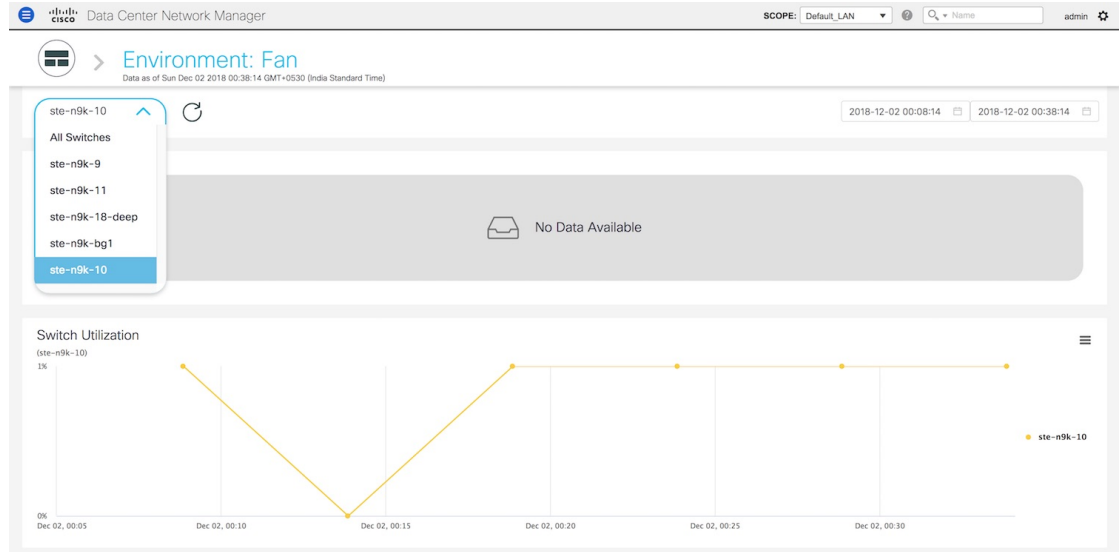 cisco Data Center Network Manager
SCOPE: Default_LAN
Name
admin
Environment: Fan
Data as of Sun Dec 02 2018 00:38:14 GMT+0530 (India Standard Time)
ste-n9k-10
2018-12-02 00:08:14
2018-12-02 00:38:14
All Switches
ste-n9k-9
ste-n9k-11
ste-n9k-18-deep
ste-n9k-bg1
ste-n9k-10
No Data Available
Switch Utilization
(ste-n9k-10)
1%
ste-n9k-10
0%
Dec 02, 00:05
Dec 02, 00:10
Dec 02, 00:15
Dec 02, 00:20
Dec 02, 00:25
Dec 02, 00:30